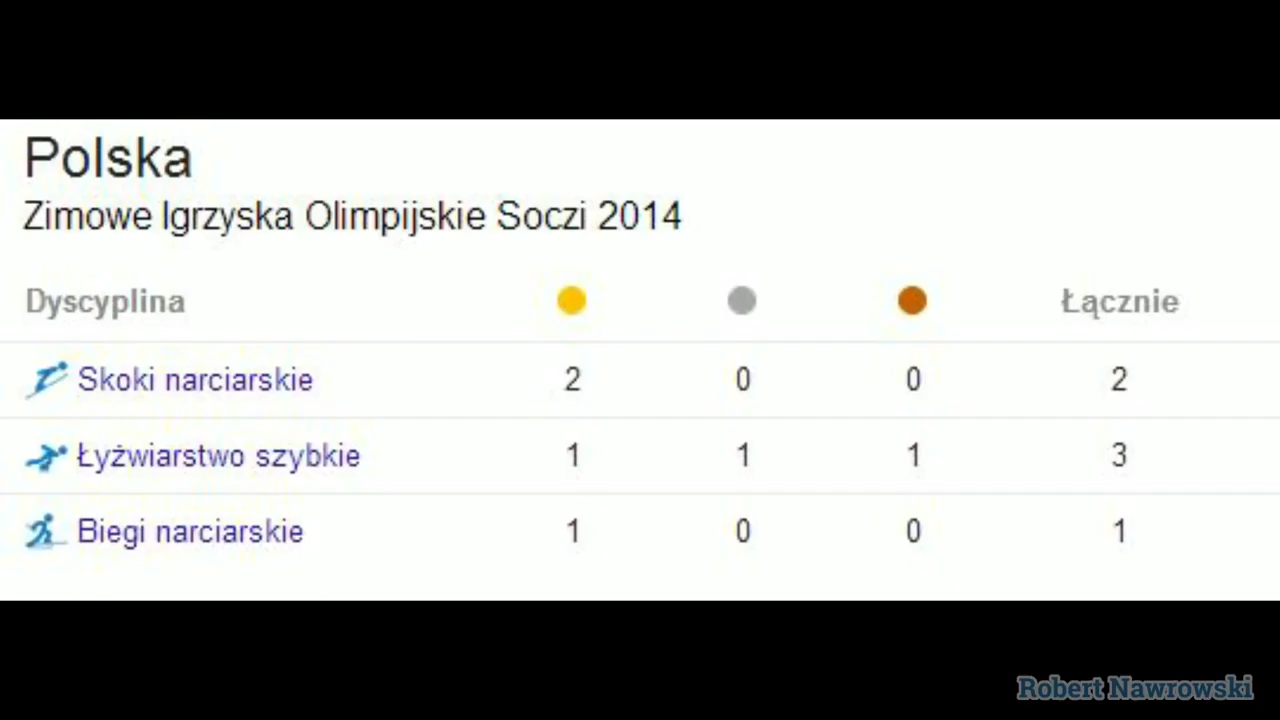 Polska
Zimowe Igrzyska Olimpijskie Soczi 2014
Dyscyplina Łącznie
Skoki narciarskie 2 0 0 2
Łyżwiarstwo szybkie 1 1 1 3
Biegi narciarskie 1 0 0 1
Robert Nawrowski